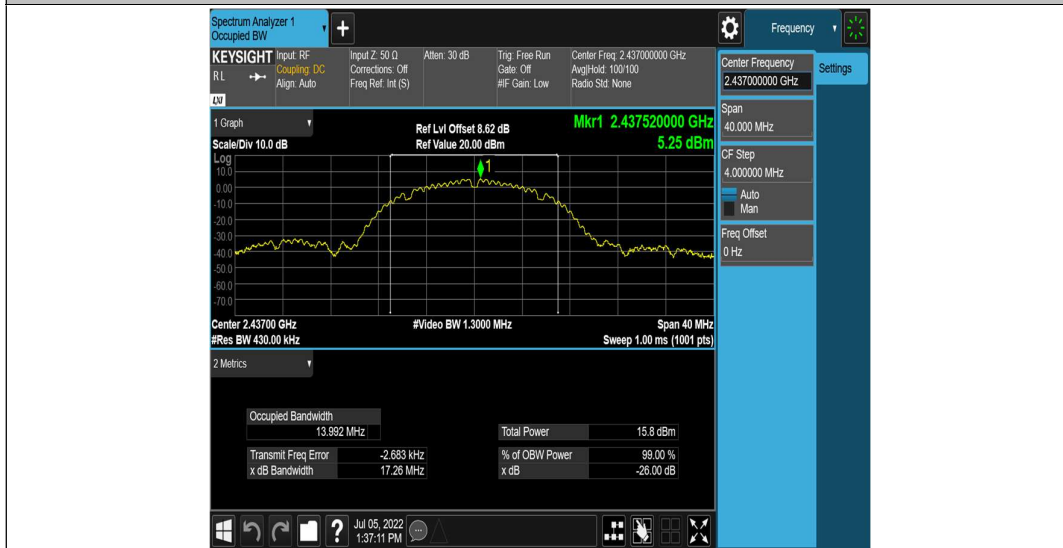 Spectrum Analyzer 1
Occupied BW
Frequency
KEYSIGHT Input: RF Input Z: 50 Ω Atten: 30 dB Trig: Free Run Center Freq: 2.437000000 GHz
RL Coupling: DC Corrections: Off Gate: Off Avg|Hold: 100/100
Align: Auto Freq Ref: Int (S) #IF Gain: Low Radio Std: None
LXI
Center Frequency
2.437000000 GHz
Settings
Span
40.000 MHz
CF Step
4.000000 MHz
Auto
Man
Freq Offset
0 Hz
1 Graph Ref Lvl Offset 8.62 dB Mkr1 2.437520000 GHz
Scale/Div 10.0 dB Ref Value 20.00 dBm 5.25 dBm
Log
1
10.0
0.00
-10.0
-20.0
-30.0
-40.0
-50.0
-60.0
-70.0
Center 2.43700 GHz #Video BW 1.3000 MHz Span 40 MHz
#Res BW 430.00 kHz Sweep 1.00 ms (1001 pts)
2 Metrics
Occupied Bandwidth
13.992 MHz Total Power 15.8 dBm
Transmit Freq Error -2.683 kHz % of OBW Power 99.00 %
x dB Bandwidth 17.26 MHz x dB -26.00 dB
? Jul 05, 2022
1:37:11 PM